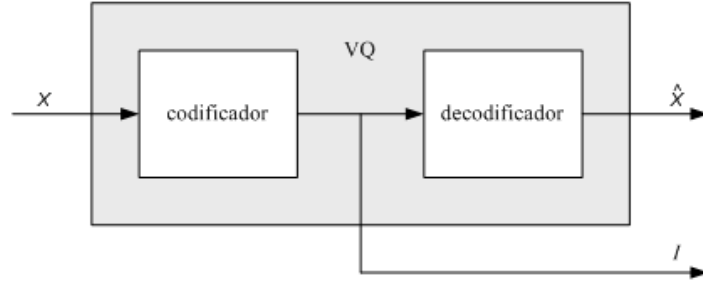 VQ
X
codificador
decodificador
X̂
I